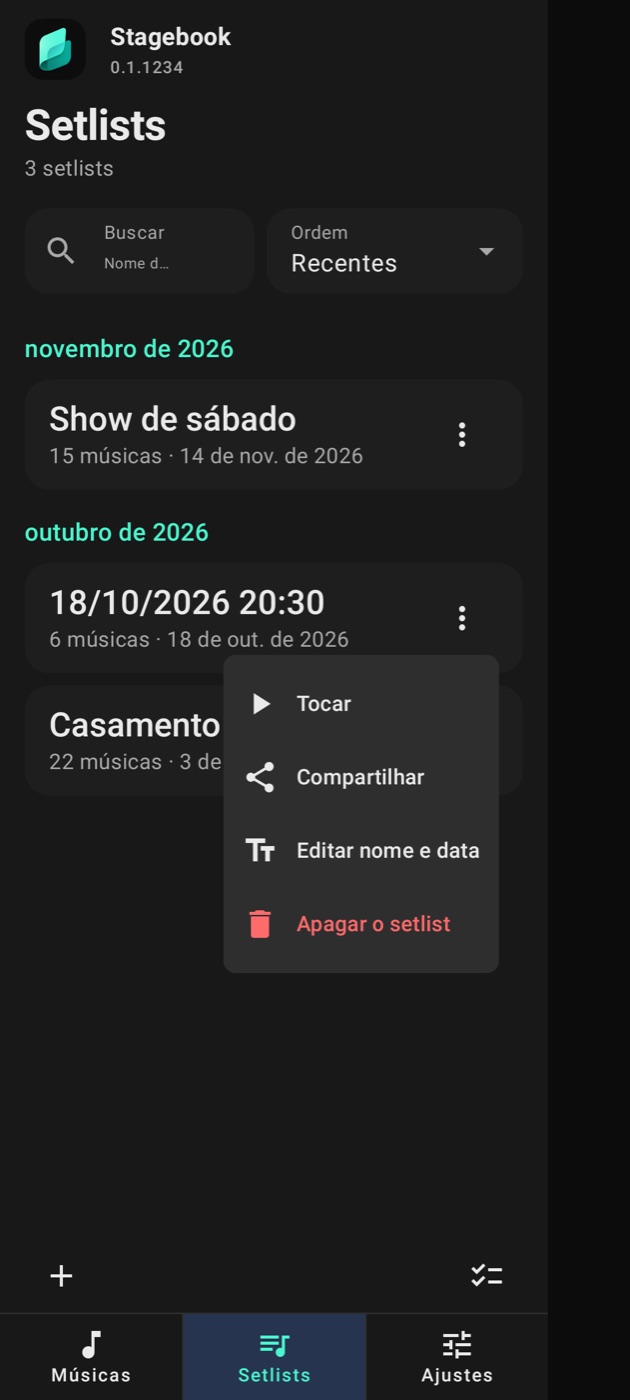 Stagebook
0.1.1234
Setlists
3 setlists
Buscar
Nome d…
Ordem
Recentes
novembro de 2026
Show de sábado
15 músicas · 14 de nov. de 2026
outubro de 2026
18/10/2026 20:30
6 músicas · 18 de out. de 2026
Casamento
22 músicas · 3 de
Tocar
Compartilhar
Editar nome e data
Apagar o setlist
Músicas
Setlists
Ajustes